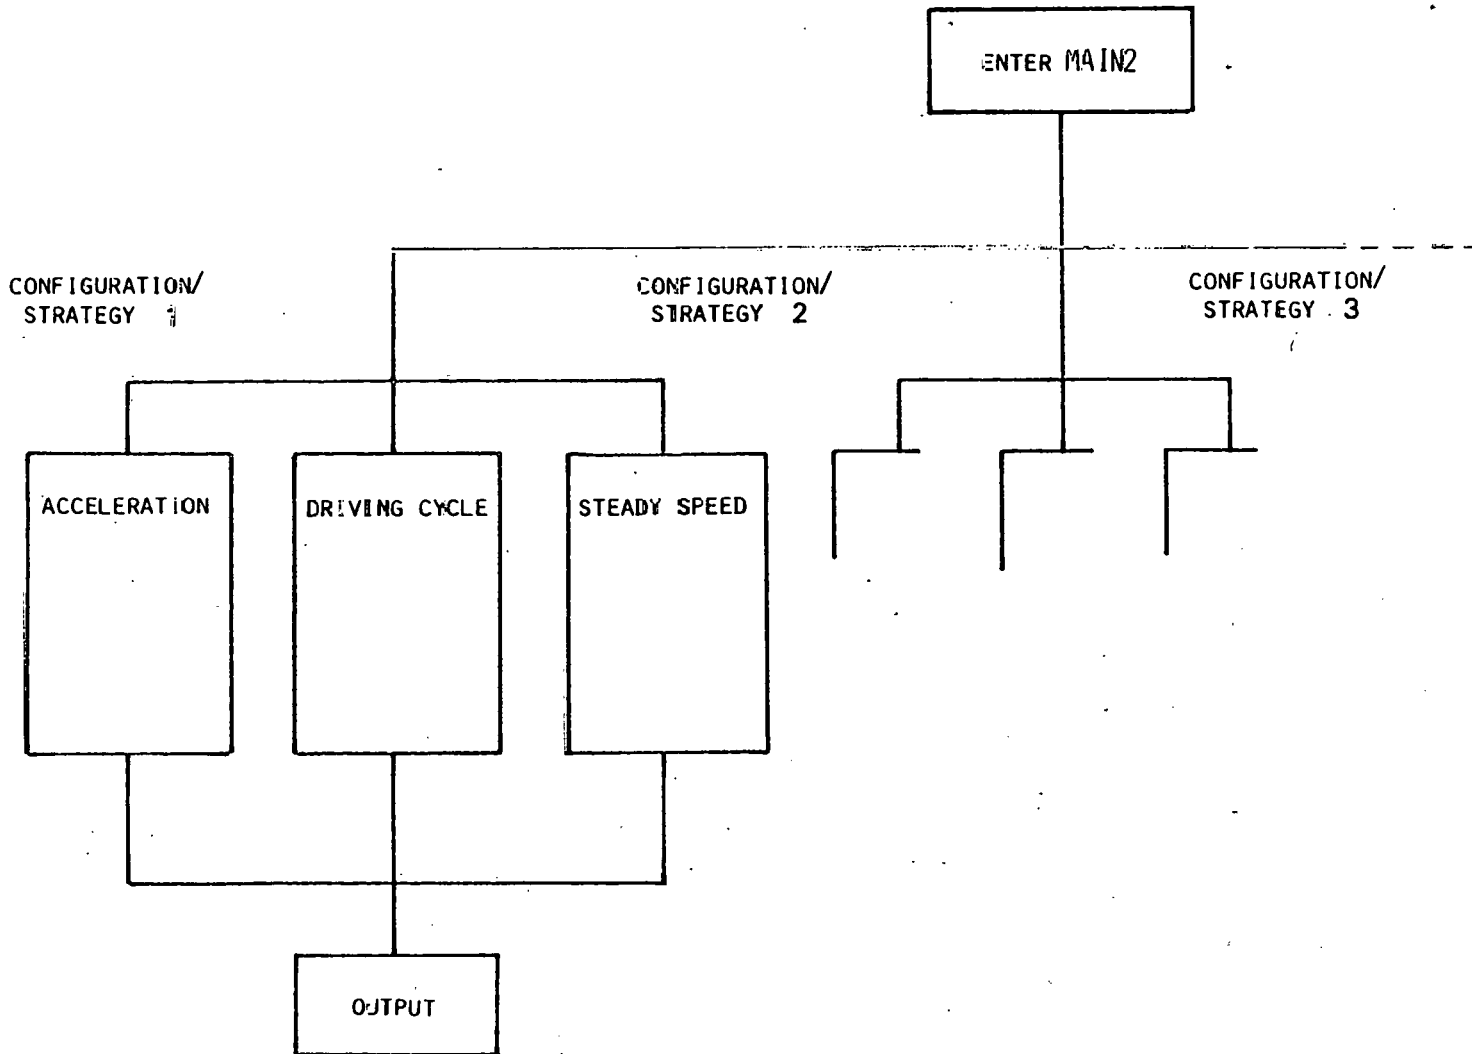 ENTER MAIN2
CONFIGURATION/
STRATEGY 1
CONFIGURATION/
STRATEGY 2
CONFIGURATION/
STRATEGY 3
ACCELERATION
DRIVING CYCLE
STEADY SPEED
OUTPUT